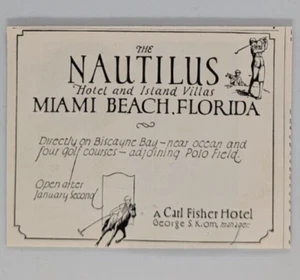 THE
NAUTILUS
Hotel and Island Villas
MIAMI BEACH, FLORIDA
Directly on Biscayne Bay – near ocean and
four golf courses – adjoining Polo Field.
Open after
January Second
A Carl Fisher Hotel
George S. Krom, manager